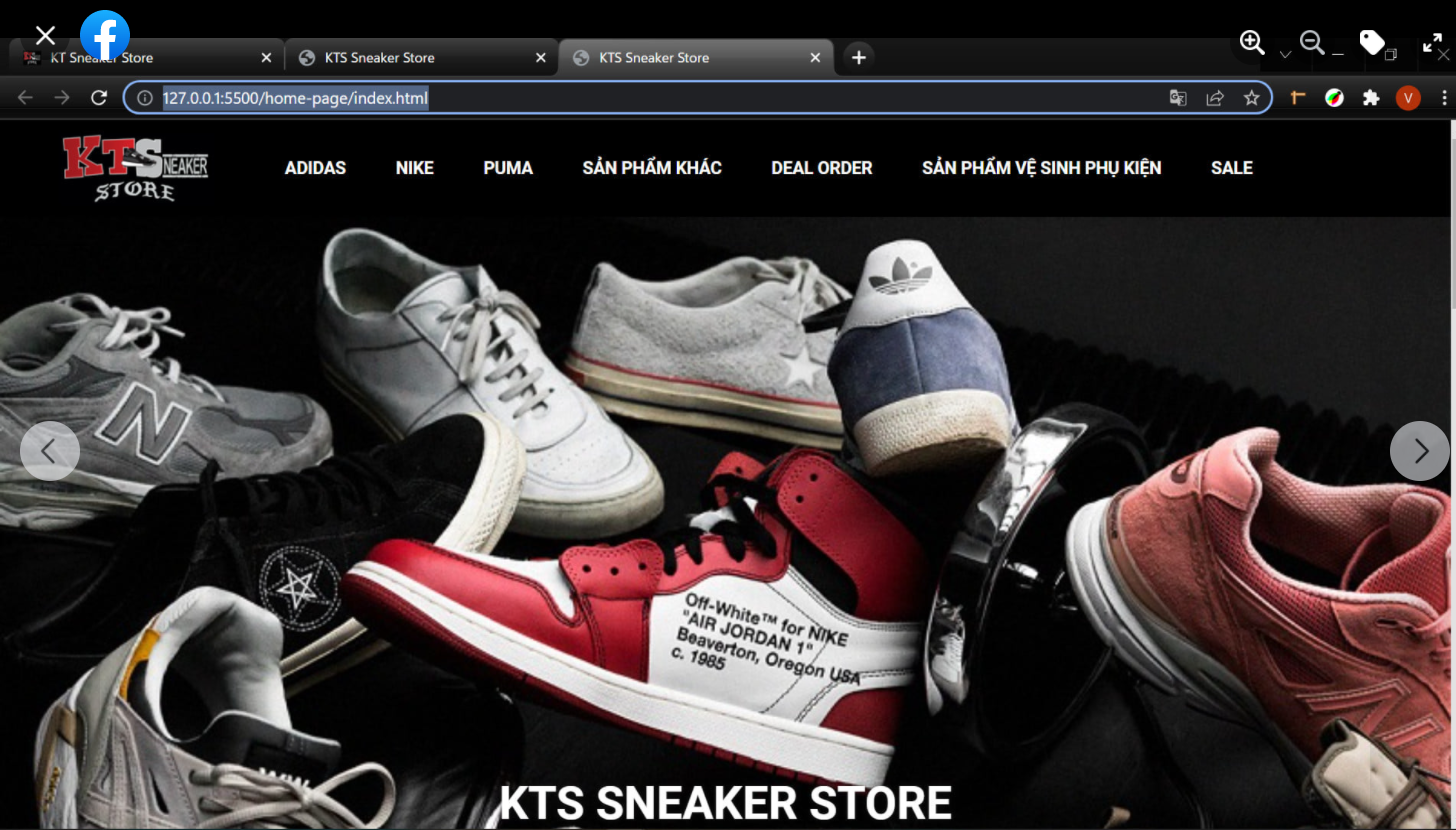 KT Sneaker Store
KTS Sneaker Store
KTS Sneaker Store
127.0.0.1:5500/home-page/index.html
V
KTSNEAKER
STORE
ADIDAS
NIKE
PUMA
SẢN PHẨM KHÁC
DEAL ORDER
SẢN PHẨM VỆ SINH PHỤ KIỆN
SALE
N
Off-White™ for NIKE
"AIR JORDAN 1"
Beaverton, Oregon USA
c. 1985
KTS SNEAKER STORE